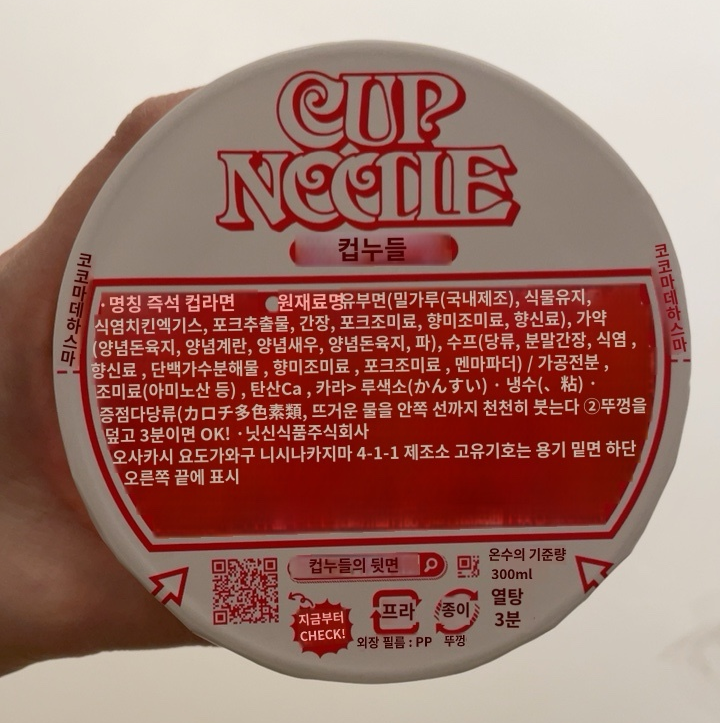 CUP
NOODLE
컵누들
코코마데하스마
코코마데하스마
・명칭 즉석 컵라면 ●원재료명유부면(밀가루(국내제조), 식물유지,
식염치킨엑기스, 포크추출물, 간장, 포크조미료, 향미조미료, 향신료), 가약
(양념돈육지, 양념계란, 양념새우, 양념돈육지, 파), 수프(당류, 분말간장, 식염 ,
향신료 , 단백가수분해물 , 향미조미료 , 포크조미료 , 멘마파더) / 가공전분 ,
조미료(아미노산 등) , 탄산Ca , 카라> 루색소(かんすい)・냉수(、粘)・
증점다당류(カロチ多色素類, 뜨거운 물을 안쪽 선까지 천천히 붓는다 ②뚜껑을
덮고 3분이면 OK! ・닛신식품주식회사
오사카시 요도가와구 니시나카지마 4-1-1 제조소 고유기호는 용기 밑면 하단
오른쪽 끝에 표시
컵누들의 뒷면
온수의 기준량
300ml
열탕
3분
지금부터
CHECK!
프라
종이
외장 필름 : PP
뚜껑